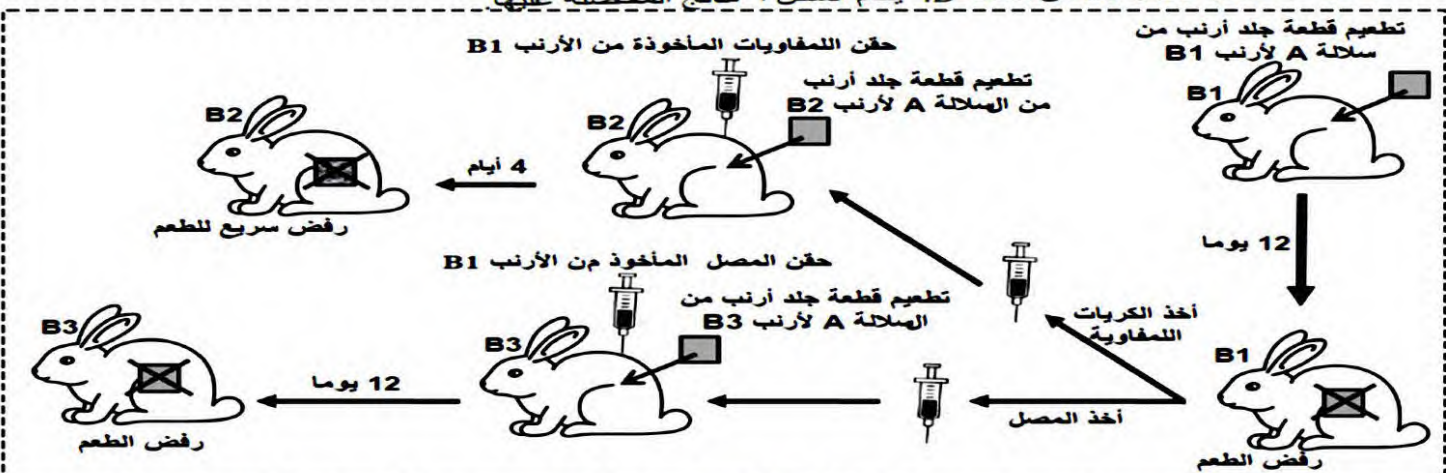 تطعيم قطعة جلد أرنب من
سلالة A لأرنب B1
B1
12 يوما
B1
رفض الطعم
أخذ الكريات
اللمفاوية
أخذ المصل
حقن اللمفاويات المأخوذة من الأرنب B1
تطعيم قطعة جلد أرنب
من السلالة A لأرنب B2
B2
4 أيام
B2
رفض سريع للطعم
حقن المصل المأخوذ من الأرنب B1
تطعيم قطعة جلد أرنب من
السلالة A لأرنب B3
B3
12 يوما
B3
رفض الطعم